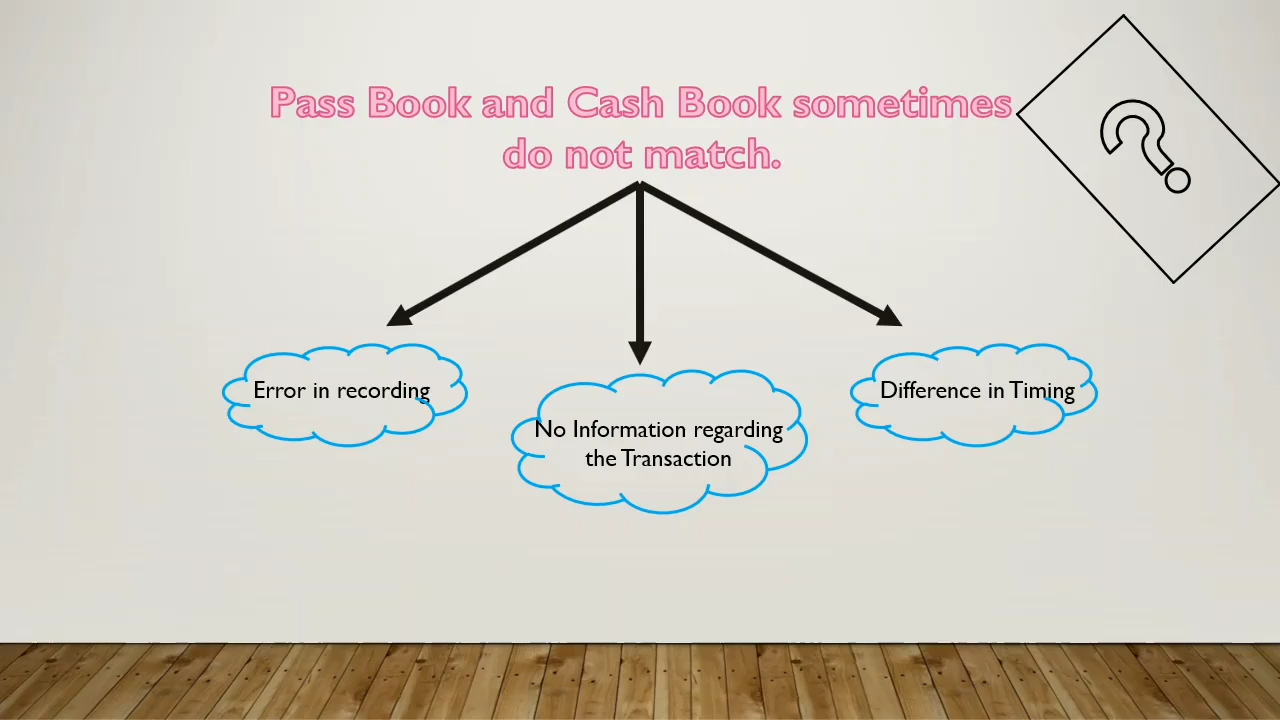 Pass Book and Cash Book sometimes
do not match.
?
Error in recording
No Information regarding
the Transaction
Difference in Timing